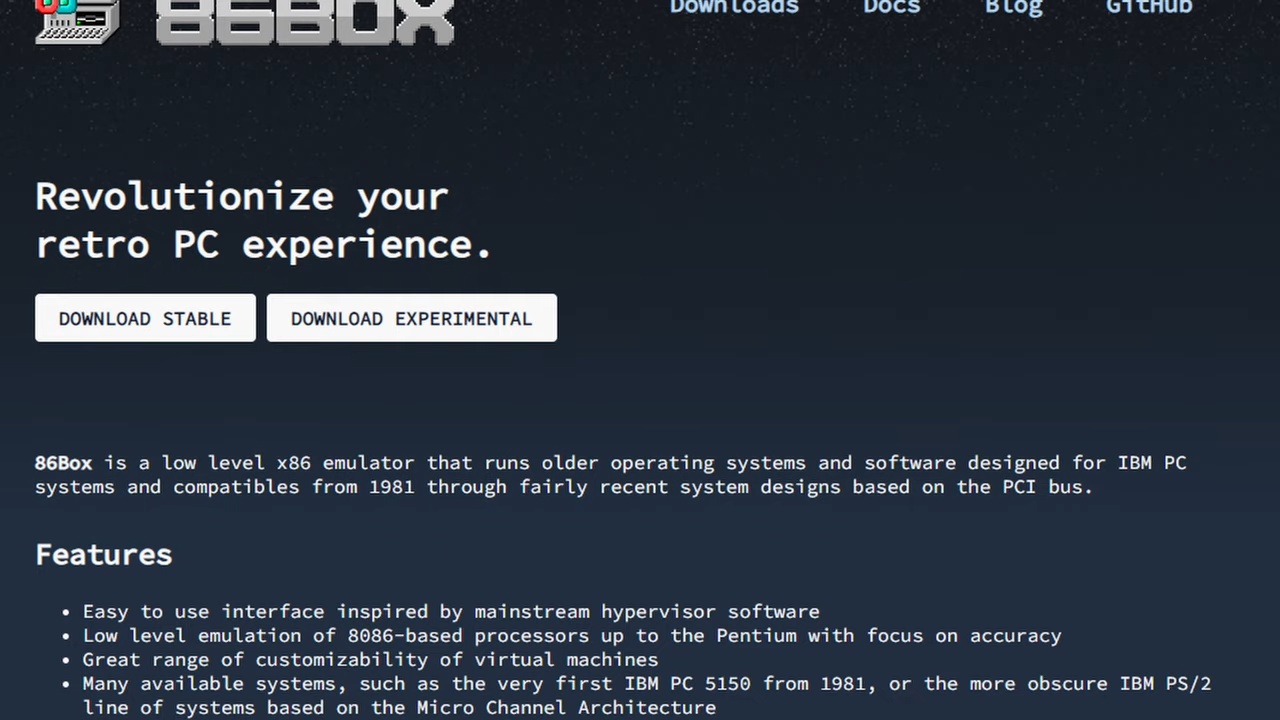 86BOX
Downloads Docs Blog GitHub
Revolutionize your
retro PC experience.
DOWNLOAD STABLE DOWNLOAD EXPERIMENTAL
86Box is a low level x86 emulator that runs older operating systems and software designed for IBM PC
systems and compatibles from 1981 through fairly recent system designs based on the PCI bus.
Features
• Easy to use interface inspired by mainstream hypervisor software
• Low level emulation of 8086-based processors up to the Pentium with focus on accuracy
• Great range of customizability of virtual machines
• Many available systems, such as the very first IBM PC 5150 from 1981, or the more obscure IBM PS/2
line of systems based on the Micro Channel Architecture